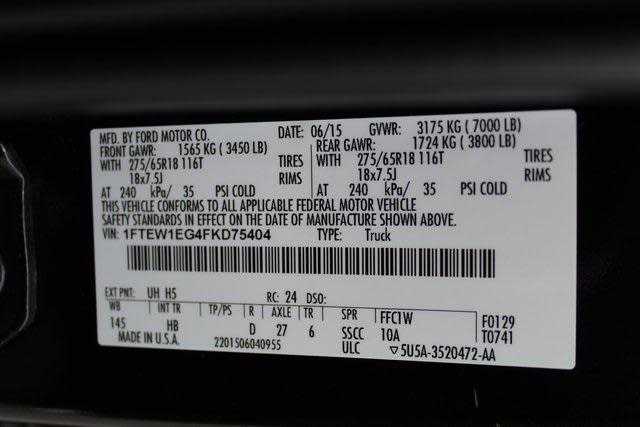 MFD. BY FORD MOTOR CO. DATE: 06/15 GVWR: 3175 KG ( 7000 LB)
FRONT GAWR: 1565 KG ( 3450 LB) REAR GAWR: 1724 KG ( 3800 LB)
WITH 275/65R18 116T TIRES WITH 275/65R18 116T TIRES
18x7.5J RIMS 18x7.5J RIMS
AT 240 kPa/ 35 PSI COLD AT 240 kPa/ 35 PSI COLD
THIS VEHICLE CONFORMS TO ALL APPLICABLE FEDERAL MOTOR VEHICLE
SAFETY STANDARDS IN EFFECT ON THE DATE OF MANUFACTURE SHOWN ABOVE.
VIN: 1FTEW1EG4FKD75404 TYPE: Truck
EXT PNT: UH H5 RC: 24 DSO:
WB INT TR TP/PS R AXLE TR SPR FFC1W F0129
145 HB D 27 6 SSCC 10A T0741
MADE IN U.S.A. 2201506040955 ULC ▽5U5A-3520472-AA